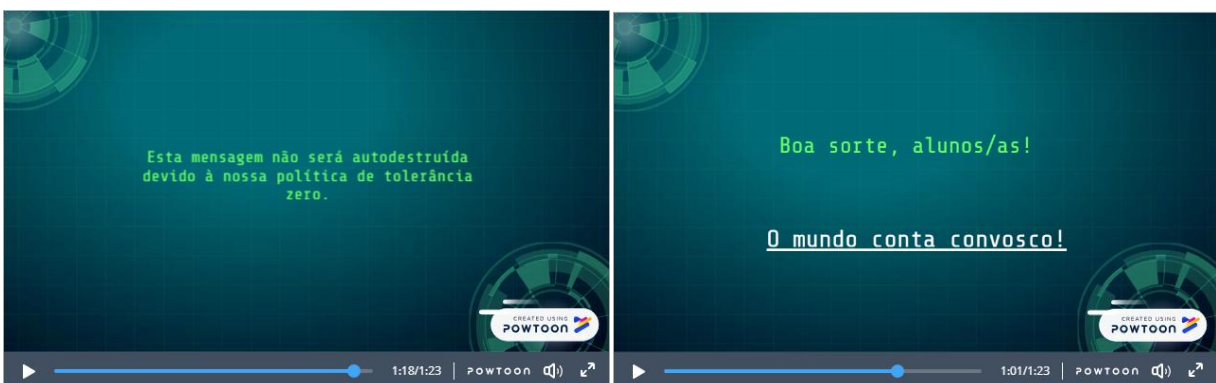 Esta mensagem não será autodestruída
devido à nossa política de tolerância
zero.
CREATED USING
POWTOON
1:18/1:23 | POWTOON
Boa sorte, alunos/as!
O mundo conta convosco!
CREATED USING
POWTOON
1:01/1:23 | POWTOON